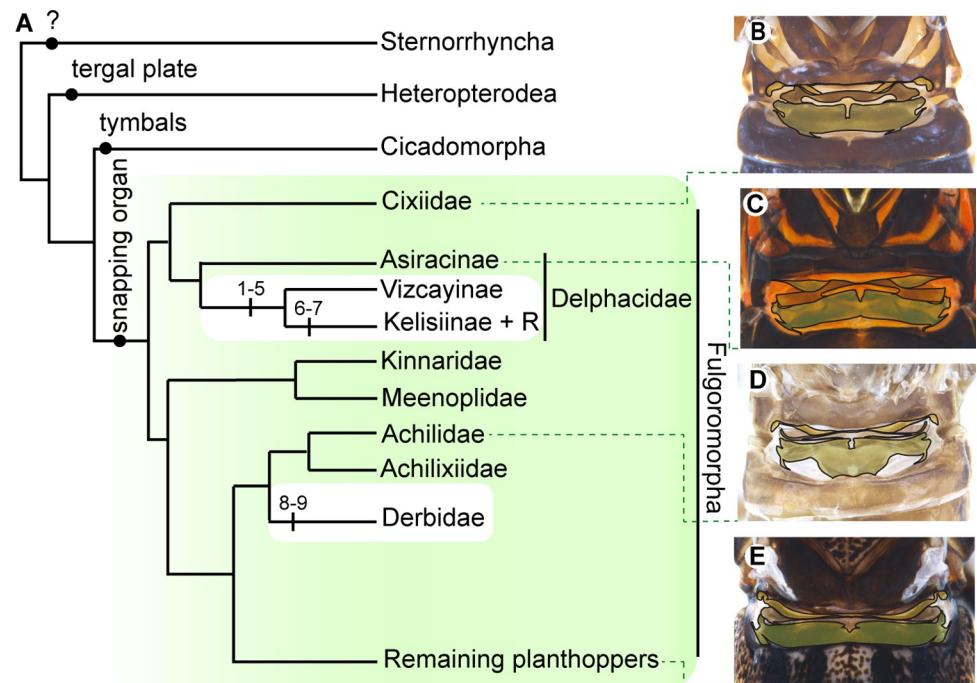 A
?
Sternorrhyncha
tergal plate
Heteropterodea
tymbals
Cicadomorpha
snapping organ
Cixiidae
Asiracinae
1-5
Vizcayinae
6-7
Kelisiinae + R
Delphacidae
Kinnaridae
Meenoplidae
Achilidae
Achilixiidae
8-9
Derbidae
Remaining planthoppers
Fulgoromorpha
B
C
D
E